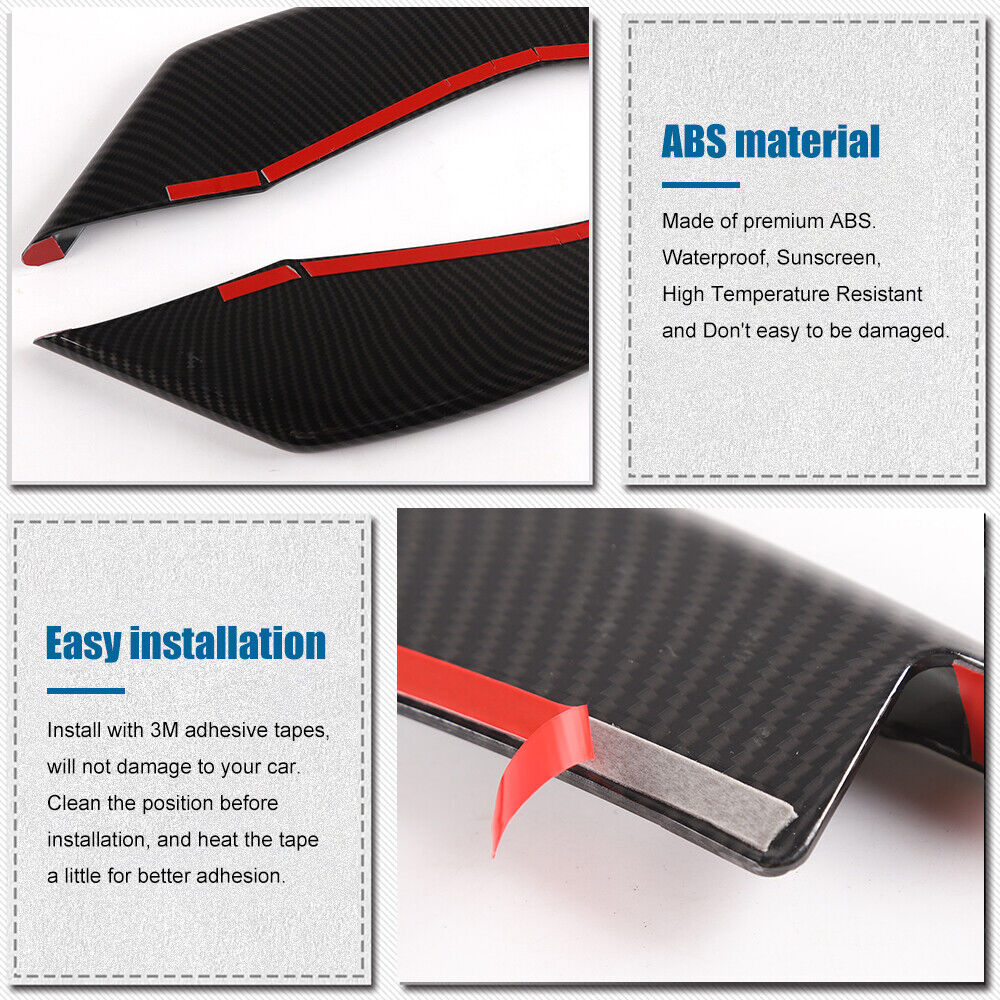 ABS material
Made of premium ABS.
Waterproof, Sunscreen,
High Temperature Resistant
and Don't easy to be damaged.
Easy installation
Install with 3M adhesive tapes,
will not damage to your car.
Clean the position before
installation, and heat the tape
a little for better adhesion.